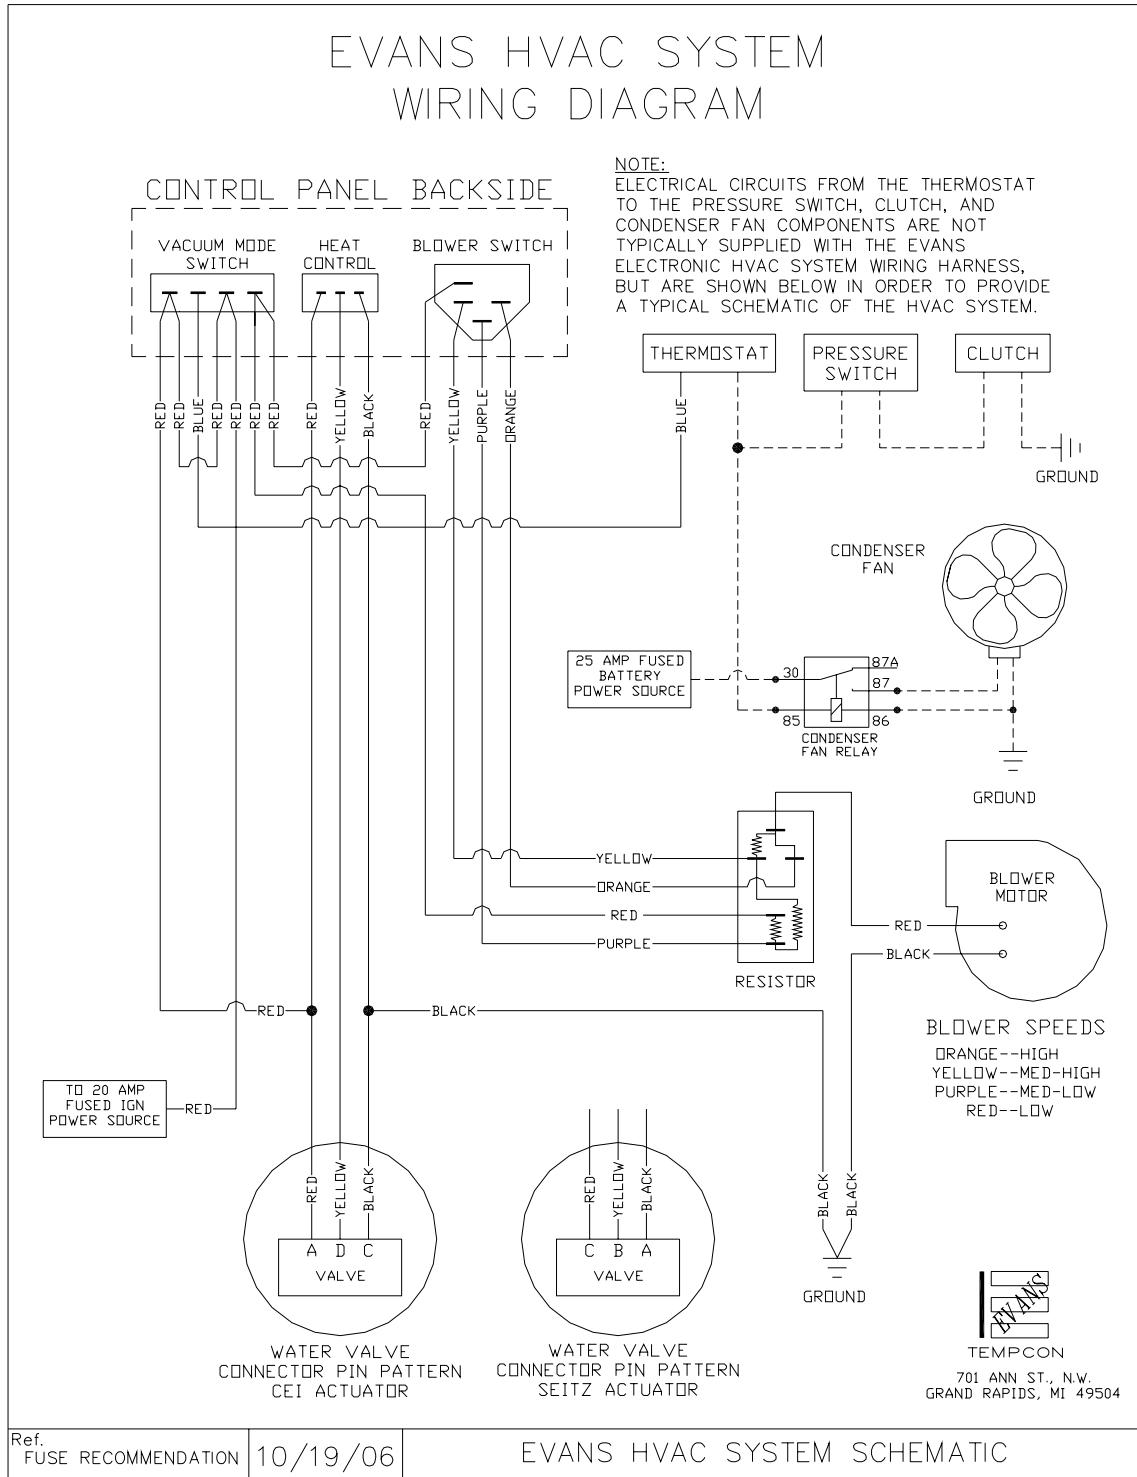 EVANS HVAC SYSTEM
WIRING DIAGRAM
NOTE:
ELECTRICAL CIRCUITS FROM THE THERMOSTAT
TO THE PRESSURE SWITCH, CLUTCH, AND
CONDENSER FAN COMPONENTS ARE NOT
TYPICALLY SUPPLIED WITH THE EVANS
ELECTRONIC HVAC SYSTEM WIRING HARNESS,
BUT ARE SHOWN BELOW IN ORDER TO PROVIDE
A TYPICAL SCHEMATIC OF THE HVAC SYSTEM.
CONTROL PANEL BACKSIDE
VACUUM MODE
SWITCH
HEAT
CONTROL
BLOWER SWITCH
THERMOSTAT
PRESSURE
SWITCH
CLUTCH
RED
RED
BLUE
RED
RED
RED
RED
RED
YELLOW
BLACK
RED
YELLOW
PURPLE
ORANGE
BLUE
GROUND
CONDENSER
FAN
25 AMP FUSED
BATTERY
POWER SOURCE
30
87A
87
85
86
CONDENSER
FAN RELAY
GROUND
YELLOW
ORANGE
RED
PURPLE
RESISTOR
BLOWER
MOTOR
RED
BLACK
RED
BLACK
BLOWER SPEEDS
ORANGE--HIGH
YELLOW--MED-HIGH
PURPLE--MED-LOW
RED--LOW
TO 20 AMP
FUSED IGN
POWER SOURCE
RED
RED
YELLOW
BLACK
A D C
VALVE
WATER VALVE
CONNECTOR PIN PATTERN
CEI ACTUATOR
RED
YELLOW
BLACK
C B A
VALVE
WATER VALVE
CONNECTOR PIN PATTERN
SEITZ ACTUATOR
BLACK
BLACK
GROUND
EVANS
TEMPCON
701 ANN ST., N.W.
GRAND RAPIDS, MI 49504
Ref.
FUSE RECOMMENDATION
10/19/06
EVANS HVAC SYSTEM SCHEMATIC